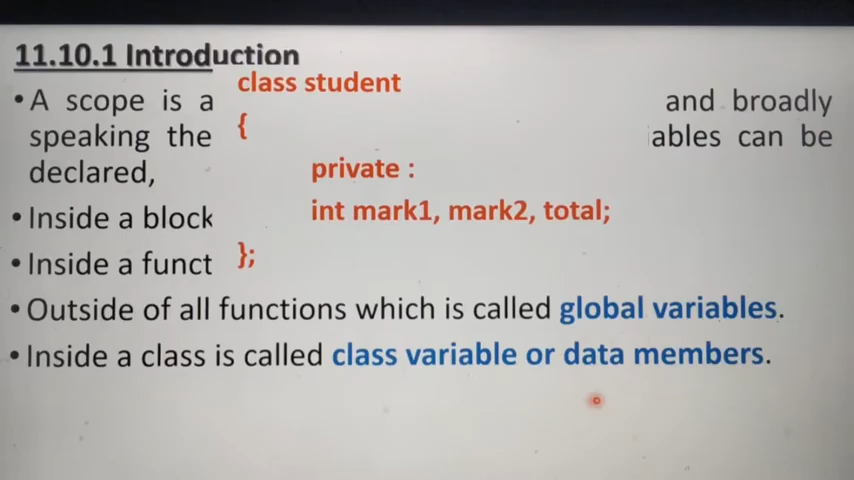 11.10.1 Introduction
class student
• A scope is a and broadly
{
speaking the ables can be
private :
declared,
int mark1, mark2, total;
• Inside a block
};
• Inside a funct
• Outside of all functions which is called global variables.
• Inside a class is called class variable or data members.